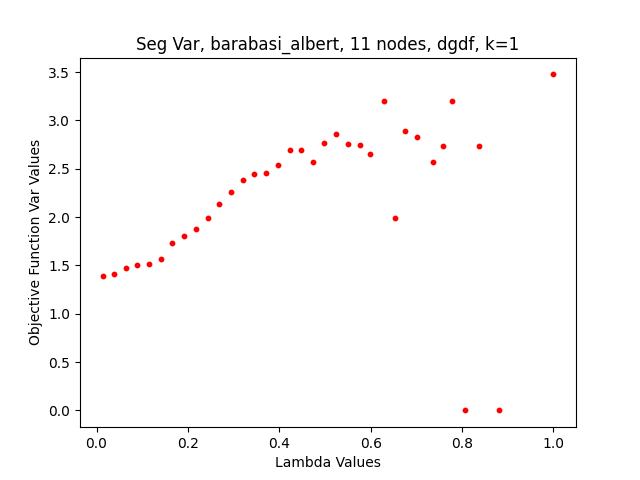 Seg Var, barabasi_albert, 11 nodes, dgdf, k=1
Objective Function Var Values
3.5
3.0
2.5
2.0
1.5
1.0
0.5
0.0
0.0 0.2 0.4 0.6 0.8 1.0
Lambda Values